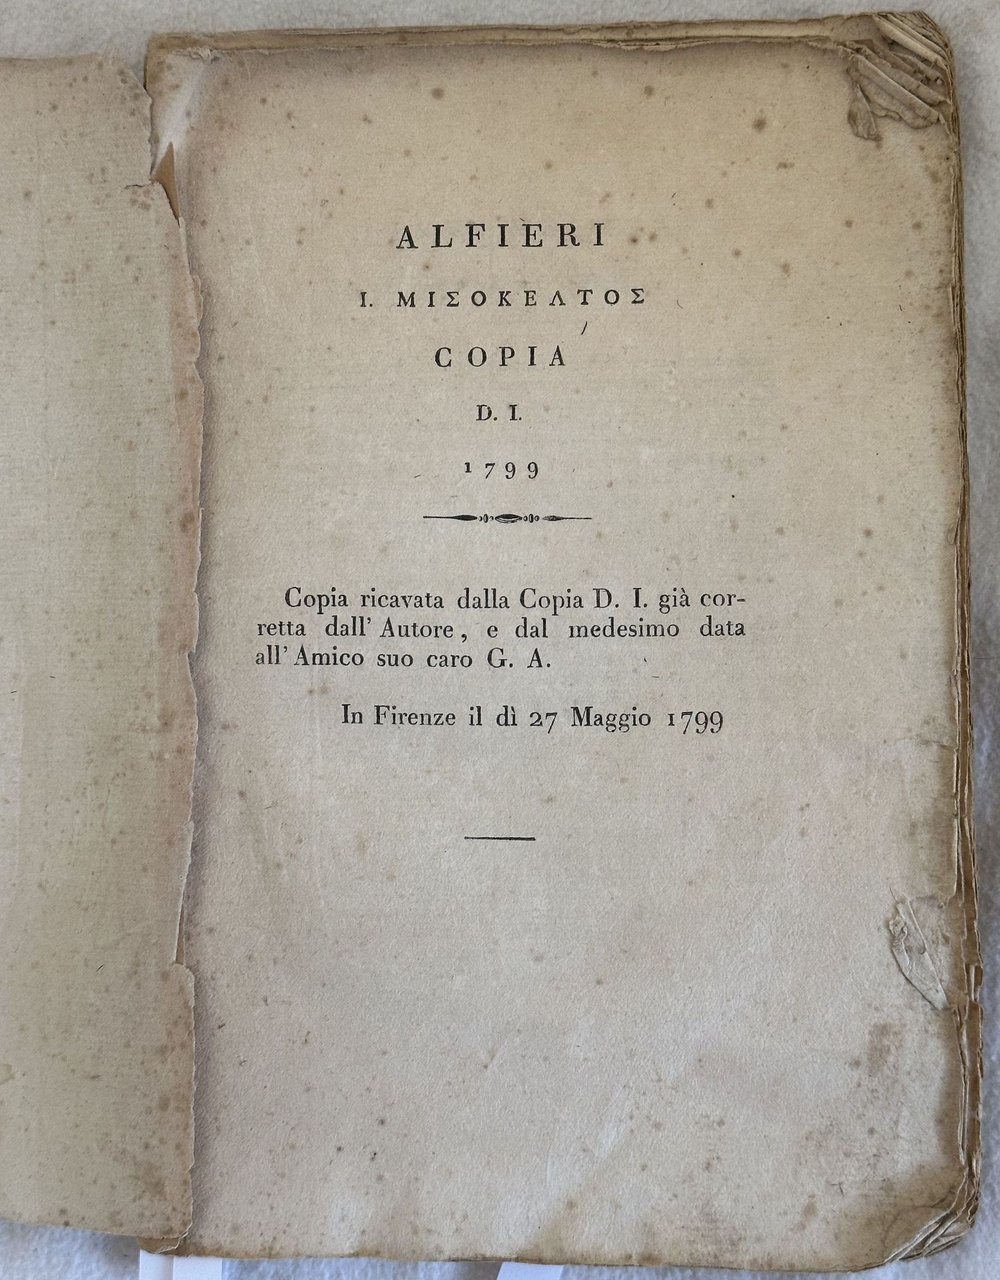 ALFIERI
I. ΜΙΣΟΚΕΛΤΟΣ
COPIA
D. I.
1799
Copia ricavata dalla Copia D. I. già cor-
retta dall' Autore, e dal medesimo data
all' Amico suo caro G. A.
In Firenze il dì 27 Maggio 1799